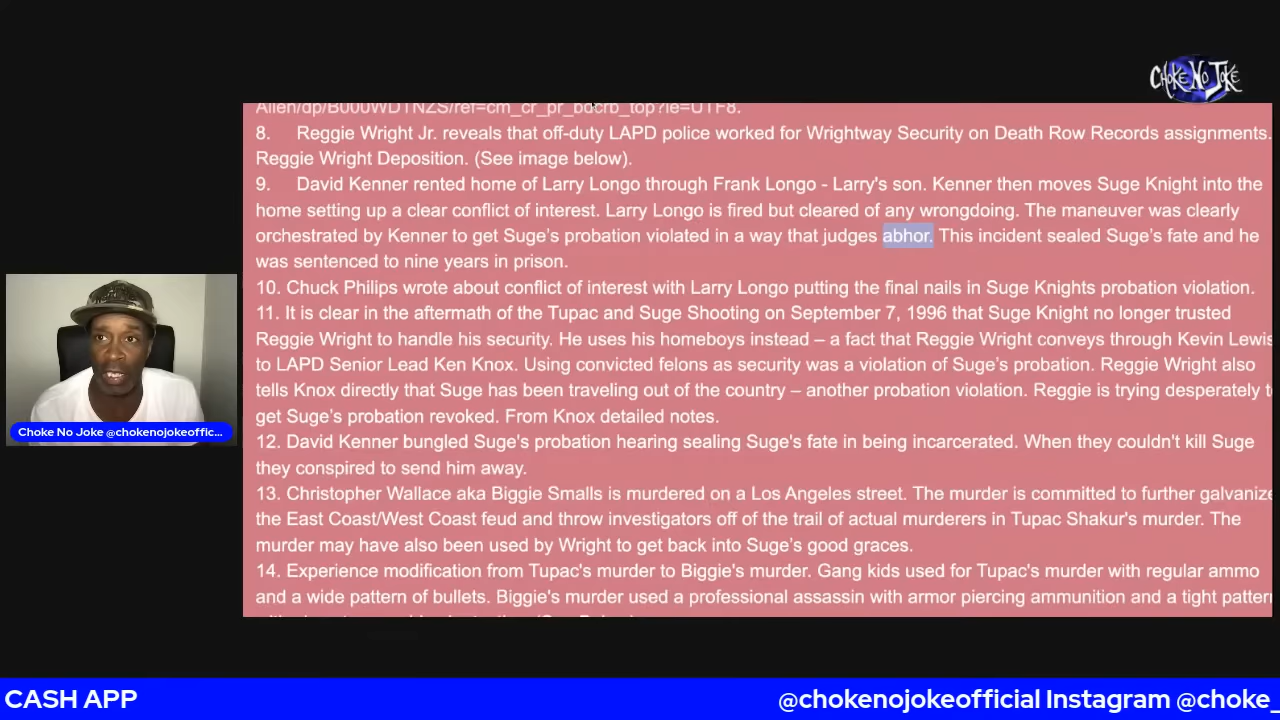 CHOKE NO JOKE
Allen/dp/B000WDTNZS/ref=cm_cr_pr_bdcrb_top?ie=UTF8.
8. Reggie Wright Jr. reveals that off-duty LAPD police worked for Wrightway Security on Death Row Records assignments.
Reggie Wright Deposition. (See image below).
9. David Kenner rented home of Larry Longo through Frank Longo - Larry's son. Kenner then moves Suge Knight into the
home setting up a clear conflict of interest. Larry Longo is fired but cleared of any wrongdoing. The maneuver was clearly
orchestrated by Kenner to get Suge's probation violated in a way that judges abhor. This incident sealed Suge's fate and he
was sentenced to nine years in prison.
10. Chuck Philips wrote about conflict of interest with Larry Longo putting the final nails in Suge Knights probation violation.
11. It is clear in the aftermath of the Tupac and Suge Shooting on September 7, 1996 that Suge Knight no longer trusted
Reggie Wright to handle his security. He uses his homeboys instead – a fact that Reggie Wright conveys through Kevin Lewis
to LAPD Senior Lead Ken Knox. Using convicted felons as security was a violation of Suge's probation. Reggie Wright also
tells Knox directly that Suge has been traveling out of the country – another probation violation. Reggie is trying desperately t
get Suge's probation revoked. From Knox detailed notes.
12. David Kenner bungled Suge's probation hearing sealing Suge's fate in being incarcerated. When they couldn't kill Suge
they conspired to send him away.
13. Christopher Wallace aka Biggie Smalls is murdered on a Los Angeles street. The murder is committed to further galvanize
the East Coast/West Coast feud and throw investigators off of the trail of actual murderers in Tupac Shakur's murder. The
murder may have also been used by Wright to get back into Suge's good graces.
14. Experience modification from Tupac's murder to Biggie's murder. Gang kids used for Tupac's murder with regular ammo
and a wide pattern of bullets. Biggie's murder used a professional assassin with armor piercing ammunition and a tight pattern
Choke No Joke @chokenojokeoffic...
CASH APP @chokenojokeofficial Instagram @choke_